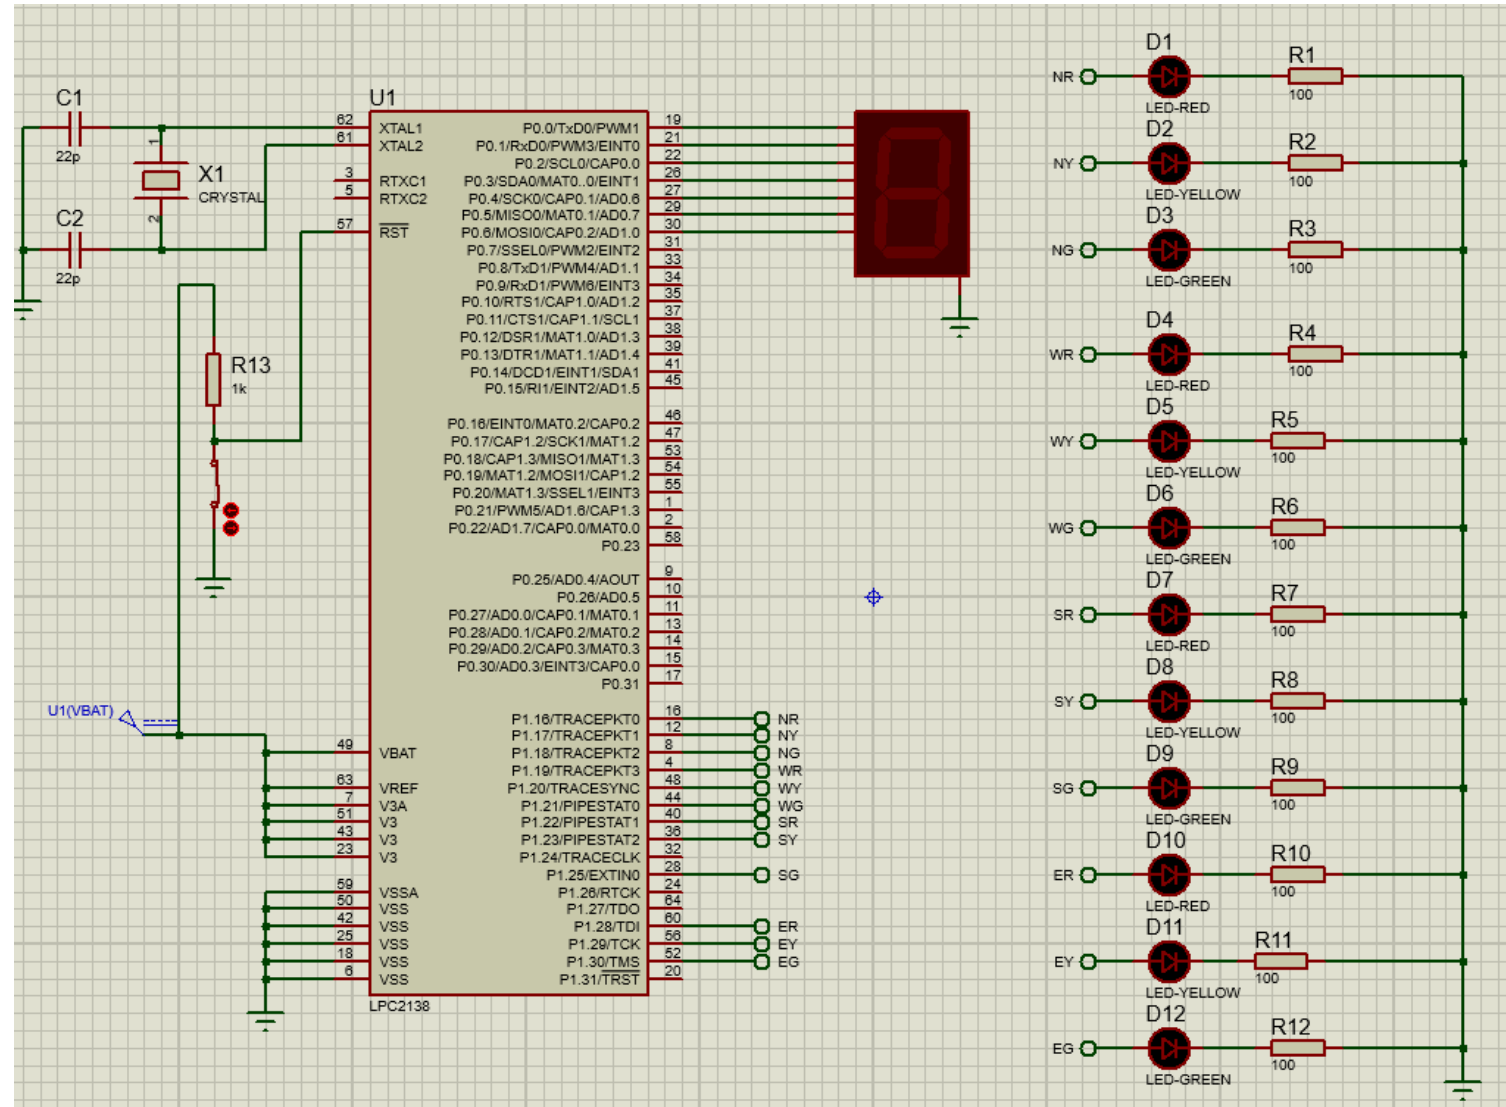 C1
22p
X1
CRYSTAL
1
2
C2
22p
R13
1k
U1(VBAT)
U1
62 XTAL1
61 XTAL2
3 RTXC1
5 RTXC2
57 RST
49 VBAT
63 VREF
7 V3A
51 V3
43 V3
23 V3
59 VSSA
50 VSS
42 VSS
25 VSS
18 VSS
6 VSS
P0.0/TxD0/PWM1 19
P0.1/RxD0/PWM3/EINT0 21
P0.2/SCL0/CAP0.0 22
P0.3/SDA0/MAT0..0/EINT1 26
P0.4/SCK0/CAP0.1/AD0.6 27
P0.5/MISO0/MAT0.1/AD0.7 29
P0.6/MOSI0/CAP0.2/AD1.0 30
P0.7/SSEL0/PWM2/EINT2 31
P0.8/TxD1/PWM4/AD1.1 33
P0.9/RxD1/PWM6/EINT3 34
P0.10/RTS1/CAP1.0/AD1.2 35
P0.11/CTS1/CAP1.1/SCL1 37
P0.12/DSR1/MAT1.0/AD1.3 38
P0.13/DTR1/MAT1.1/AD1.4 39
P0.14/DCD1/EINT1/SDA1 41
P0.15/RI1/EINT2/AD1.5 45
P0.16/EINT0/MAT0.2/CAP0.2 46
P0.17/CAP1.2/SCK1/MAT1.2 47
P0.18/CAP1.3/MISO1/MAT1.3 53
P0.19/MAT1.2/MOSI1/CAP1.2 54
P0.20/MAT1.3/SSEL1/EINT3 55
P0.21/PWM5/AD1.6/CAP1.3 1
P0.22/AD1.7/CAP0.0/MAT0.0 2
P0.23 58
P0.25/AD0.4/AOUT 9
P0.26/AD0.5 10
P0.27/AD0.0/CAP0.1/MAT0.1 11
P0.28/AD0.1/CAP0.2/MAT0.2 13
P0.29/AD0.2/CAP0.3/MAT0.3 14
P0.30/AD0.3/EINT3/CAP0.0 15
P0.31 17
P1.16/TRACEPKT0 16 NR
P1.17/TRACEPKT1 12 NY
P1.18/TRACEPKT2 8 NG
P1.19/TRACEPKT3 4 WR
P1.20/TRACESYNC 48 WY
P1.21/PIPESTAT0 44 WG
P1.22/PIPESTAT1 40 SR
P1.23/PIPESTAT2 36 SY
P1.24/TRACECLK 32
P1.25/EXTIN0 28 SG
P1.26/RTCK 24
P1.27/TDO 64
P1.28/TDI 60 ER
P1.29/TCK 56 EY
P1.30/TMS 52 EG
P1.31/TRST 20
LPC2138
D1 R1
NR
LED-RED 100
D2 R2
NY
LED-YELLOW 100
D3 R3
NG
LED-GREEN 100
D4 R4
WR
LED-RED 100
D5 R5
WY
LED-YELLOW 100
D6 R6
WG
LED-GREEN 100
D7 R7
SR
LED-RED 100
D8 R8
SY
LED-YELLOW 100
D9 R9
SG
LED-GREEN 100
D10 R10
ER
LED-RED 100
D11 R11
EY
LED-YELLOW 100
D12 R12
EG
LED-GREEN 100